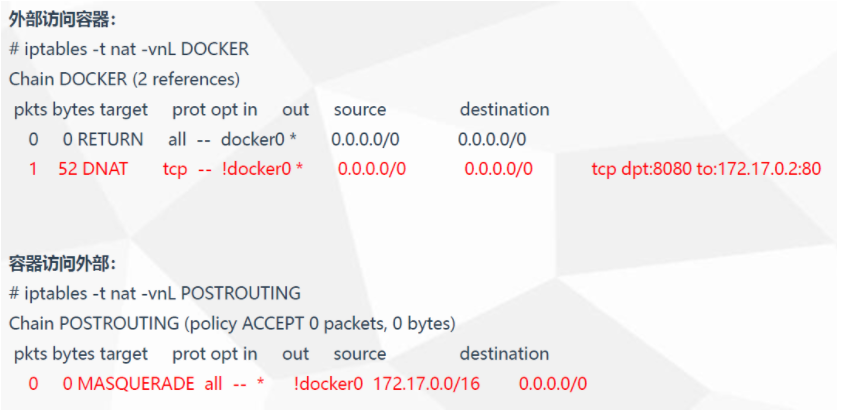 外部访问容器：
# iptables -t nat -vnL DOCKER
Chain DOCKER (2 references)
pkts bytes target prot opt in out source destination
0 0 RETURN all -- docker0 * 0.0.0.0/0 0.0.0.0/0
1 52 DNAT tcp -- !docker0 * 0.0.0.0/0 0.0.0.0/0 tcp dpt:8080 to:172.17.0.2:80
容器访问外部：
# iptables -t nat -vnL POSTROUTING
Chain POSTROUTING (policy ACCEPT 0 packets, 0 bytes)
pkts bytes target prot opt in out source destination
0 0 MASQUERADE all -- * !docker0 172.17.0.0/16 0.0.0.0/0